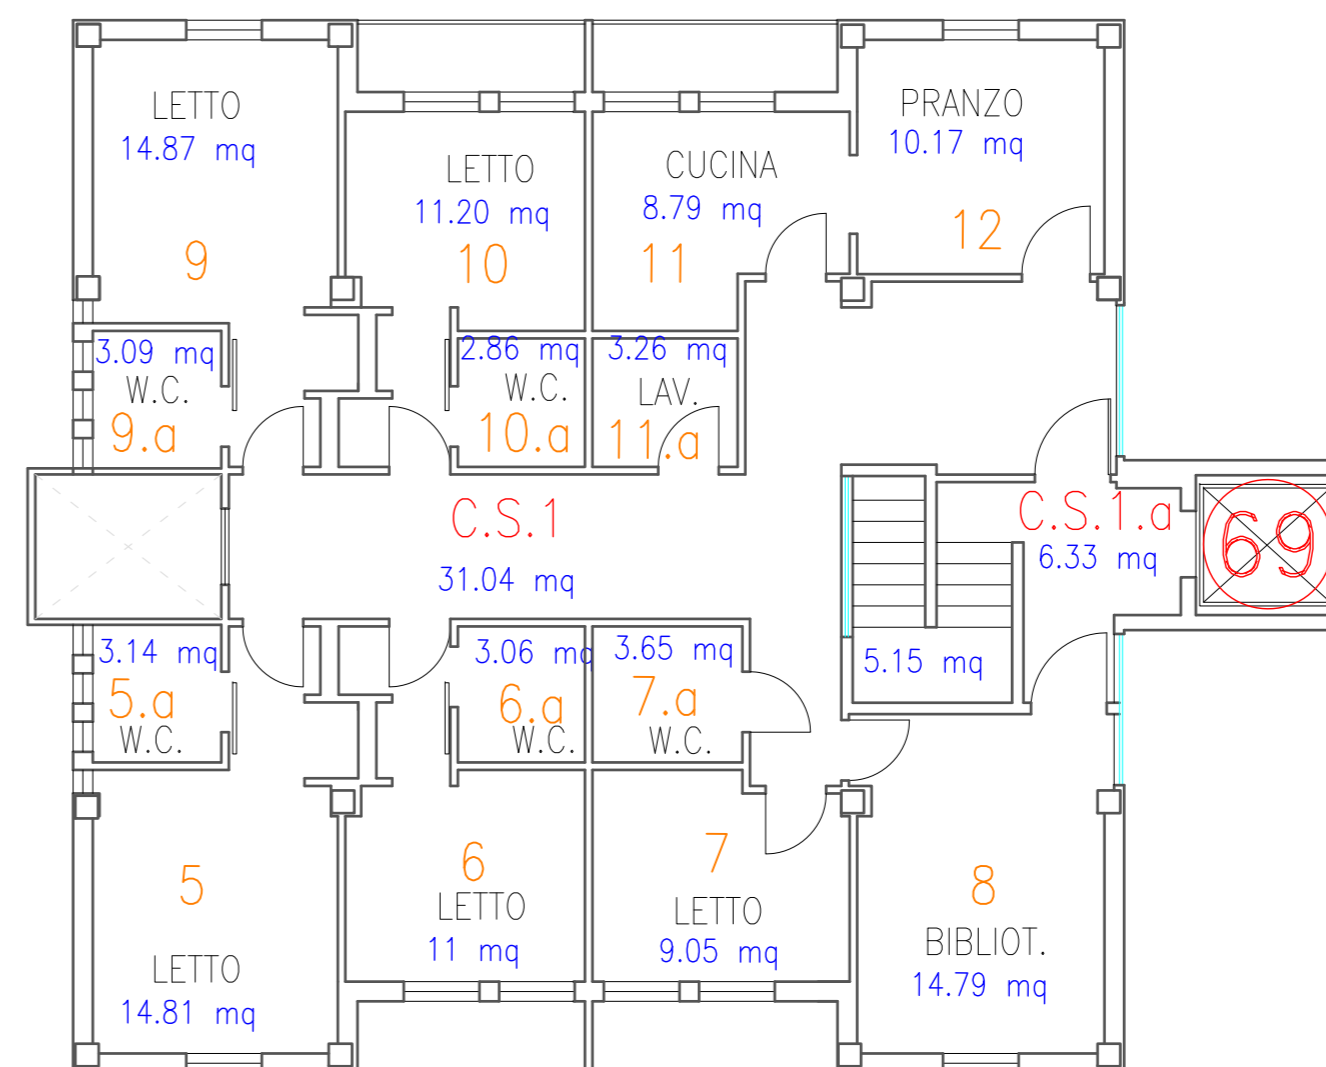 LETTO
14.87 mq
9
LETTO
11.20 mq
10
CUCINA
8.79 mq
11
PRANZO
10.17 mq
12
3.09 mq
W.C.
9.a
2.86 mq
W.C.
10.a
3.26 mq
LAV.
11.a
C.S.1
31.04 mq
C.S.1.a
6.33 mq
69
5.15 mq
3.14 mq
5.a
W.C.
3.06 mq
6.a
W.C.
3.65 mq
7.a
W.C.
5
LETTO
14.81 mq
6
LETTO
11 mq
7
LETTO
9.05 mq
8
BIBLIOT.
14.79 mq